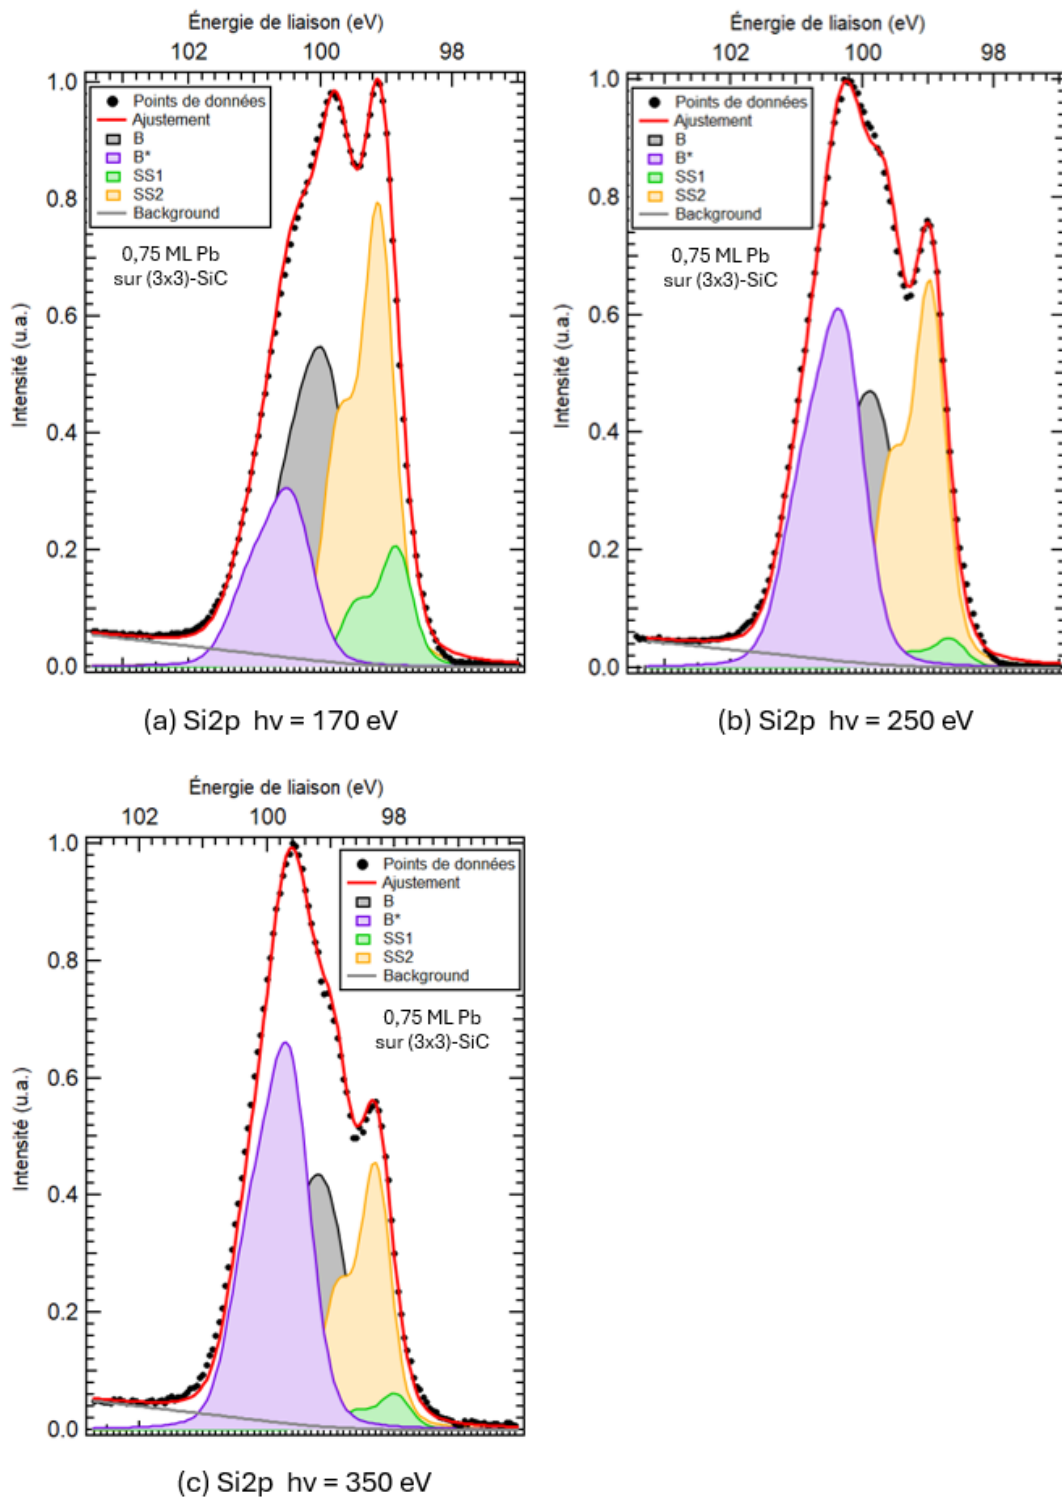 Énergie de liaison (eV)
102 100 98
1.0
0.8
0.6
0.4
0.2
0.0
Intensité (u.a.)
Points de données
Ajustement
B
B*
SS1
SS2
Background
0,75 ML Pb
sur (3x3)-SiC
(a) Si2p hν = 170 eV
Énergie de liaison (eV)
102 100 98
1.0
0.8
0.6
0.4
0.2
0.0
Intensité (u.a.)
Points de données
Ajustement
B
B*
SS1
SS2
Background
0,75 ML Pb
sur (3x3)-SiC
(b) Si2p hν = 250 eV
Énergie de liaison (eV)
102 100 98
1.0
0.8
0.6
0.4
0.2
0.0
Intensité (u.a.)
Points de données
Ajustement
B
B*
SS1
SS2
Background
0,75 ML Pb
sur (3x3)-SiC
(c) Si2p hν = 350 eV